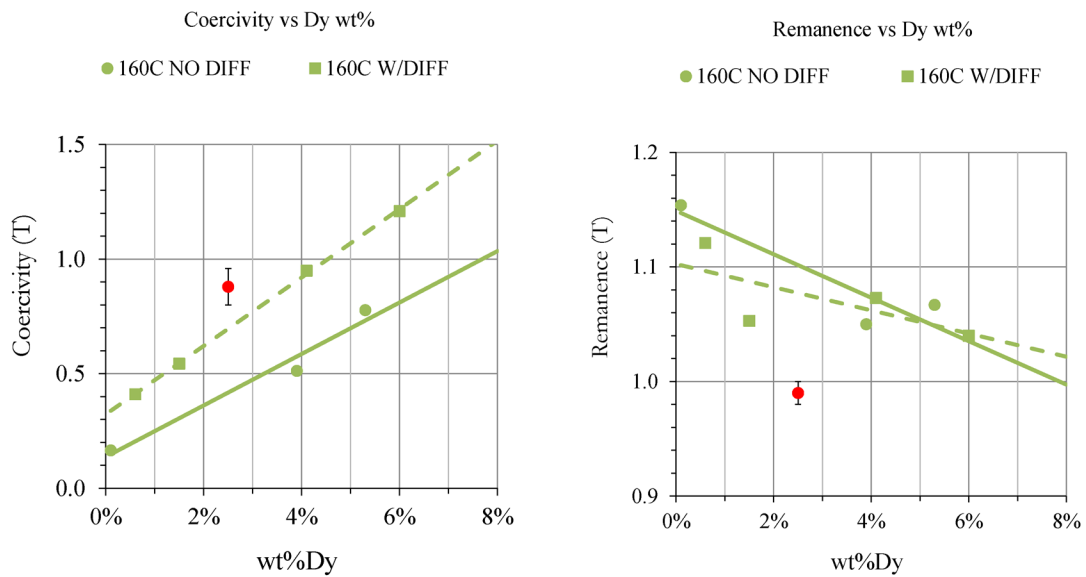 Coercivity vs Dy wt%
160C NO DIFF 160C W/DIFF
1.5
1.0
0.5
0.0
Coercivity (T)
0% 2% 4% 6% 8%
wt%Dy
Remanence vs Dy wt%
160C NO DIFF 160C W/DIFF
1.2
1.1
1.0
0.9
Remanence (T)
0% 2% 4% 6% 8%
wt%Dy